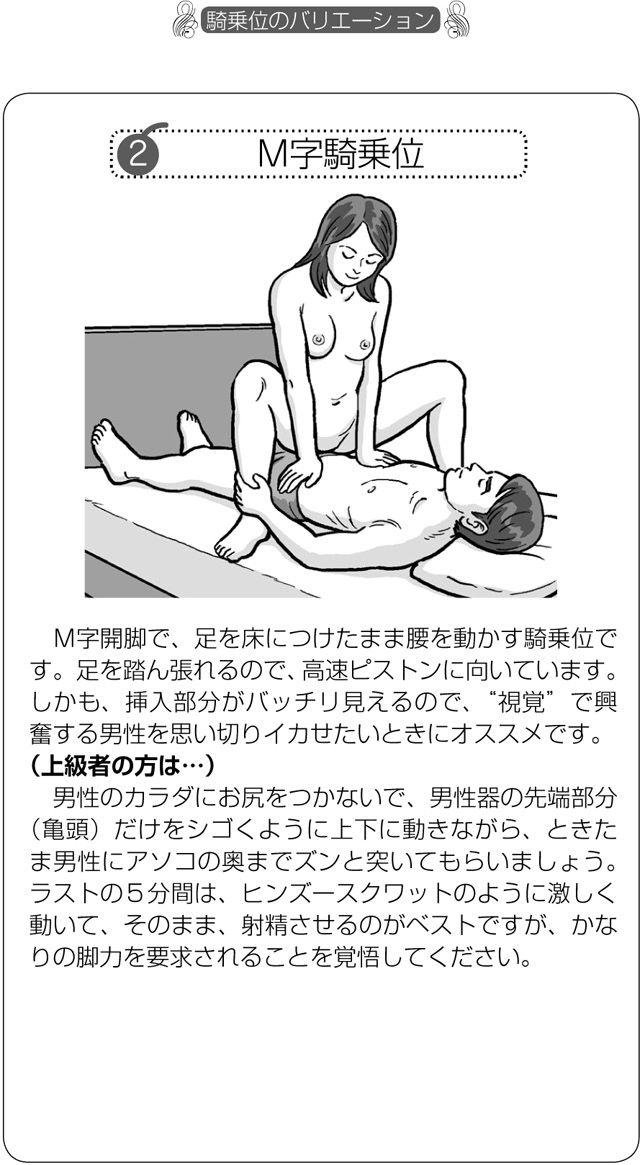 騎乗位のバリエーション
2
M字騎乗位
M字開脚で、足を床につけたまま腰を動かす騎乗位で
す。足を踏ん張れるので、高速ピストンに向いています。
しかも、挿入部分がバッチリ見えるので、“視覚”で興
奮する男性を思い切りイカせたいときにオススメです。
（上級者の方は…）
男性のカラダにお尻をつかないで、男性器の先端部分
（亀頭）だけをシゴくように上下に動きながら、ときた
ま男性にアソコの奥までズンと突いてもらいましょう。
ラストの５分間は、ヒンズースクワットのように激しく
動いて、そのまま、射精させるのがベストですが、かな
りの脚力を要求されることを覚悟してください。